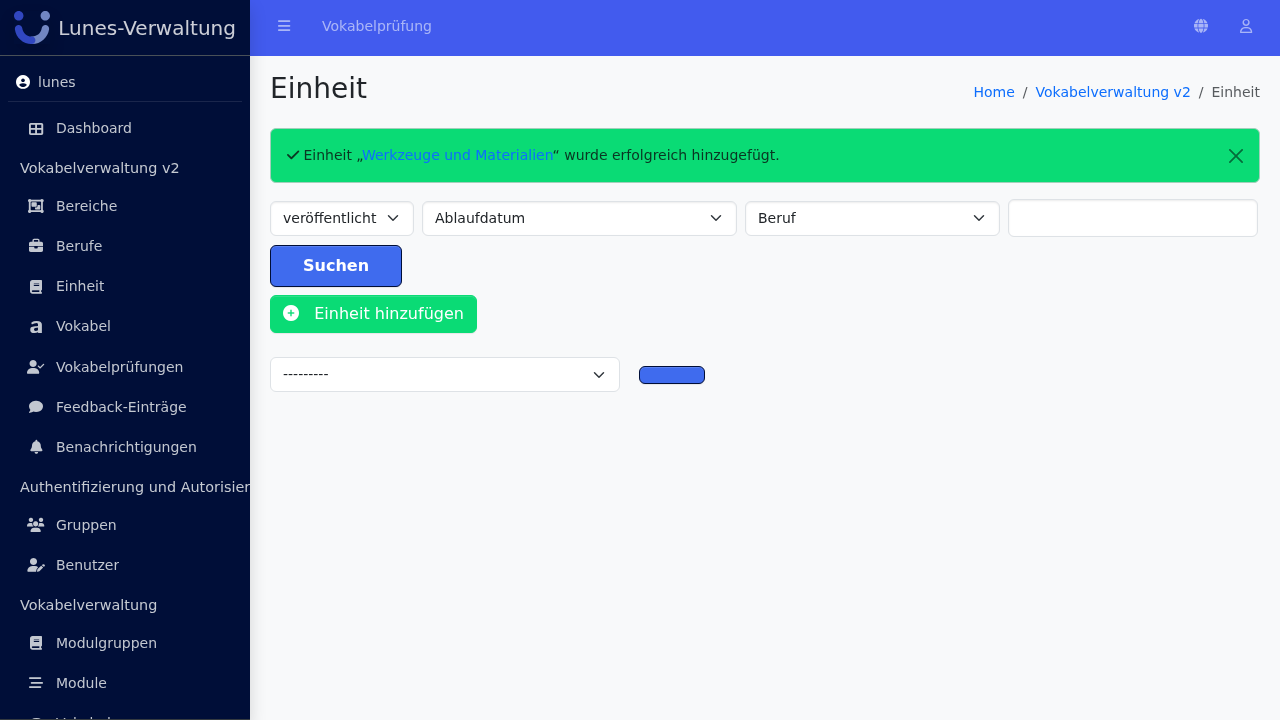 Lunes-Verwaltung
Vokabelprüfung
lunes
Dashboard
Vokabelverwaltung v2
Bereiche
Berufe
Einheit
Vokabel
Vokabelprüfungen
Feedback-Einträge
Benachrichtigungen
Authentifizierung und Autorisier
Gruppen
Benutzer
Vokabelverwaltung
Modulgruppen
Module
Einheit
Home / Vokabelverwaltung v2 / Einheit
Einheit „Werkzeuge und Materialien“ wurde erfolgreich hinzugefügt.
veröffentlicht
Ablaufdatum
Beruf
Suchen
Einheit hinzufügen
---------